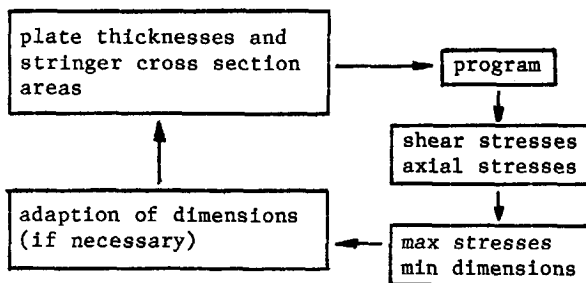 plate thicknesses and
stringer cross section
areas
program
shear stresses
axial stresses
max stresses
min dimensions
adaption of dimensions
(if necessary)